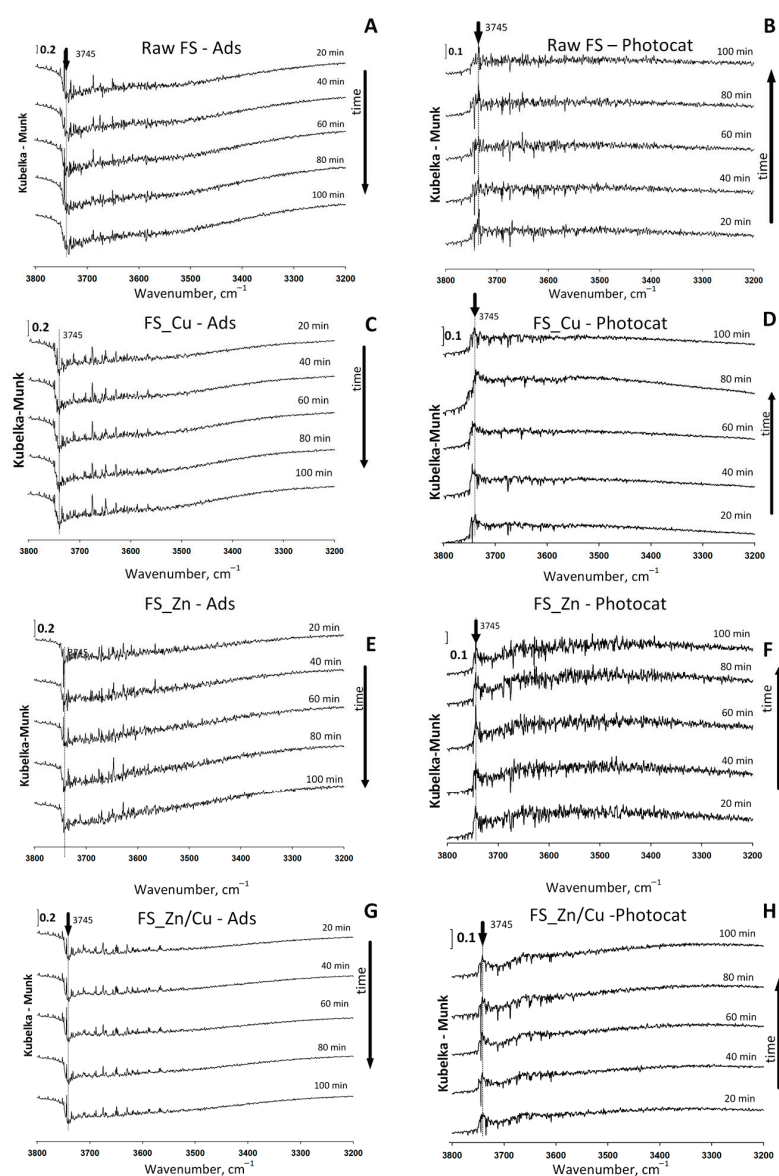 A
0.2
3745
Raw FS - Ads
20 min
40 min
60 min
80 min
100 min
time
Kubelka - Munk
3800 3700 3600 3500 3400 3300 3200
Wavenumber, cm⁻¹
B
0.1
3745
Raw FS – Photocat
100 min
80 min
60 min
40 min
20 min
time
Kubelka - Munk
3800 3700 3600 3500 3400 3300 3200
Wavenumber, cm⁻¹
C
0.2
3745
FS_Cu - Ads
20 min
40 min
60 min
80 min
100 min
time
Kubelka-Munk
3800 3700 3600 3500 3400 3300 3200
Wavenumber, cm⁻¹
D
0.1
3745
FS_Cu - Photocat
100 min
80 min
60 min
40 min
20 min
time
Kubelka-Munk
3800 3700 3600 3500 3400 3300 3200
Wavenumber, cm⁻¹
FS_Zn - Ads
0.2
3745
E
20 min
40 min
60 min
80 min
100 min
time
Kubelka-Munk
3800 3700 3600 3500 3400 3300 3200
Wavenumber, cm⁻¹
FS_Zn - Photocat
0.1
3745
F
100 min
80 min
60 min
40 min
20 min
time
Kubelka-Munk
3800 3700 3600 3500 3400 3300 3200
Wavenumber, cm⁻¹
G
0.2
3745
FS_Zn/Cu - Ads
20 min
40 min
60 min
80 min
100 min
time
Kubelka - Munk
3800 3700 3600 3500 3400 3300 3200
Wavenumber, cm⁻¹
H
0.1
3745
FS_Zn/Cu -Photocat
100 min
80 min
60 min
40 min
20 min
time
Kubelka - Munk
3800 3700 3600 3500 3400 3300 3200
Wavenumber, cm⁻¹